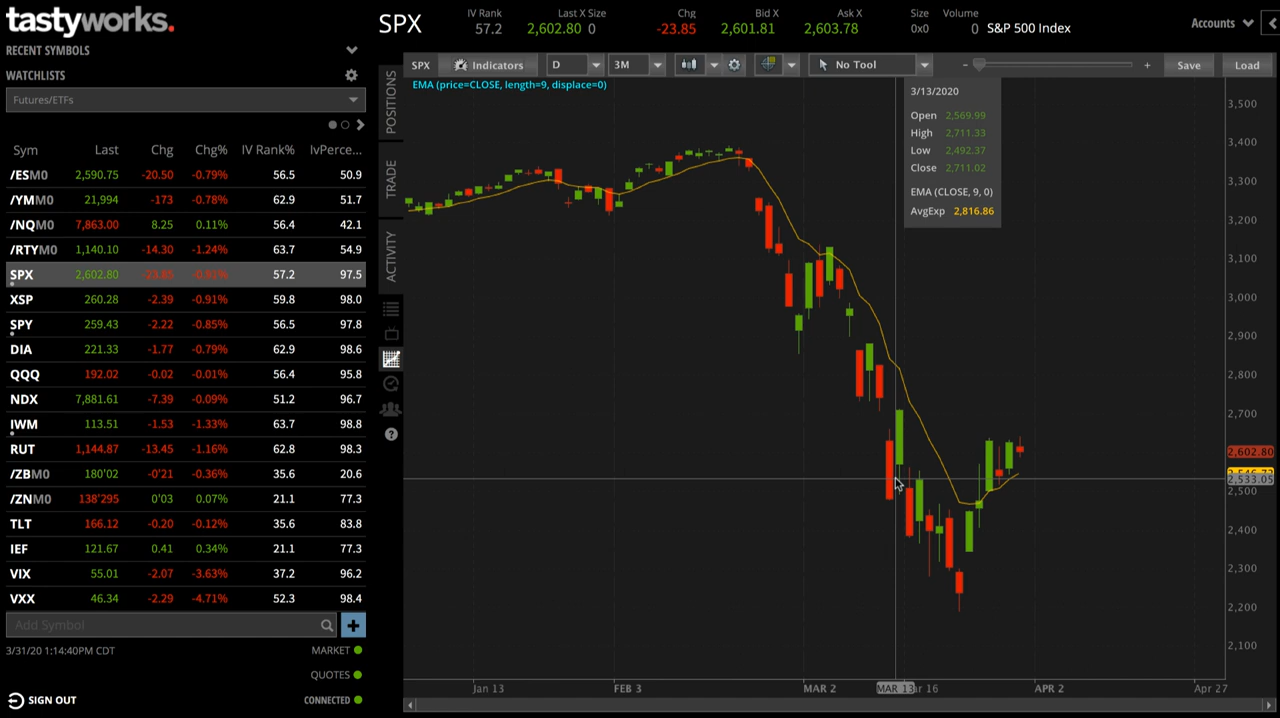 tastyworks.
RECENT SYMBOLS
WATCHLISTS
Futures/ETFs
Sym Last Chg Chg% IV Rank% IvPerce...
/ESM0 2,590.75 -20.50 -0.79% 56.5 50.9
/YMM0 21,994 -173 -0.78% 62.9 51.7
/NQM0 7,863.00 8.25 0.11% 56.4 42.1
/RTYM0 1,140.10 -14.30 -1.24% 63.7 54.9
SPX 2,602.80 -23.85 -0.91% 57.2 97.5
XSP 260.28 -2.39 -0.91% 59.8 98.0
SPY 259.43 -2.22 -0.85% 56.5 97.8
DIA 221.33 -1.77 -0.79% 62.9 98.6
QQQ 192.02 -0.02 -0.01% 56.4 95.8
NDX 7,881.61 -7.39 -0.09% 51.2 96.7
IWM 113.51 -1.53 -1.33% 63.7 98.8
RUT 1,144.87 -13.45 -1.16% 62.8 98.3
/ZBM0 180'02 -0'21 -0.36% 35.6 20.6
/ZNM0 138'295 0'03 0.07% 21.1 77.3
TLT 166.12 -0.20 -0.12% 35.6 83.8
IEF 121.67 0.41 0.34% 21.1 77.3
VIX 55.01 -2.07 -3.63% 37.2 96.2
VXX 46.34 -2.29 -4.71% 52.3 98.4
Add Symbol
3/31/20 1:14:40PM CDT MARKET
QUOTES
SIGN OUT CONNECTED
POSITIONS
TRADE
ACTIVITY
SPX
IV Rank Last X Size Chg Bid X Ask X Size Volume
57.2 2,602.80 0 -23.85 2,601.81 2,603.78 0x0 0 S&P 500 Index
Accounts
SPX Indicators D 3M No Tool - + Save Load
EMA (price=CLOSE, length=9, displace=0)
3/13/2020
Open 2,569.99
High 2,711.33
Low 2,492.37
Close 2,711.02
EMA (CLOSE, 9, 0)
AvgExp 2,816.86
3,500
3,400
3,300
3,200
3,100
3,000
2,900
2,800
2,700
2,602.80
2,533.05
2,500
2,400
2,300
2,200
2,100
Jan 13 FEB 3 MAR 2 MAR 13 ar 16 APR 2 Apr 27